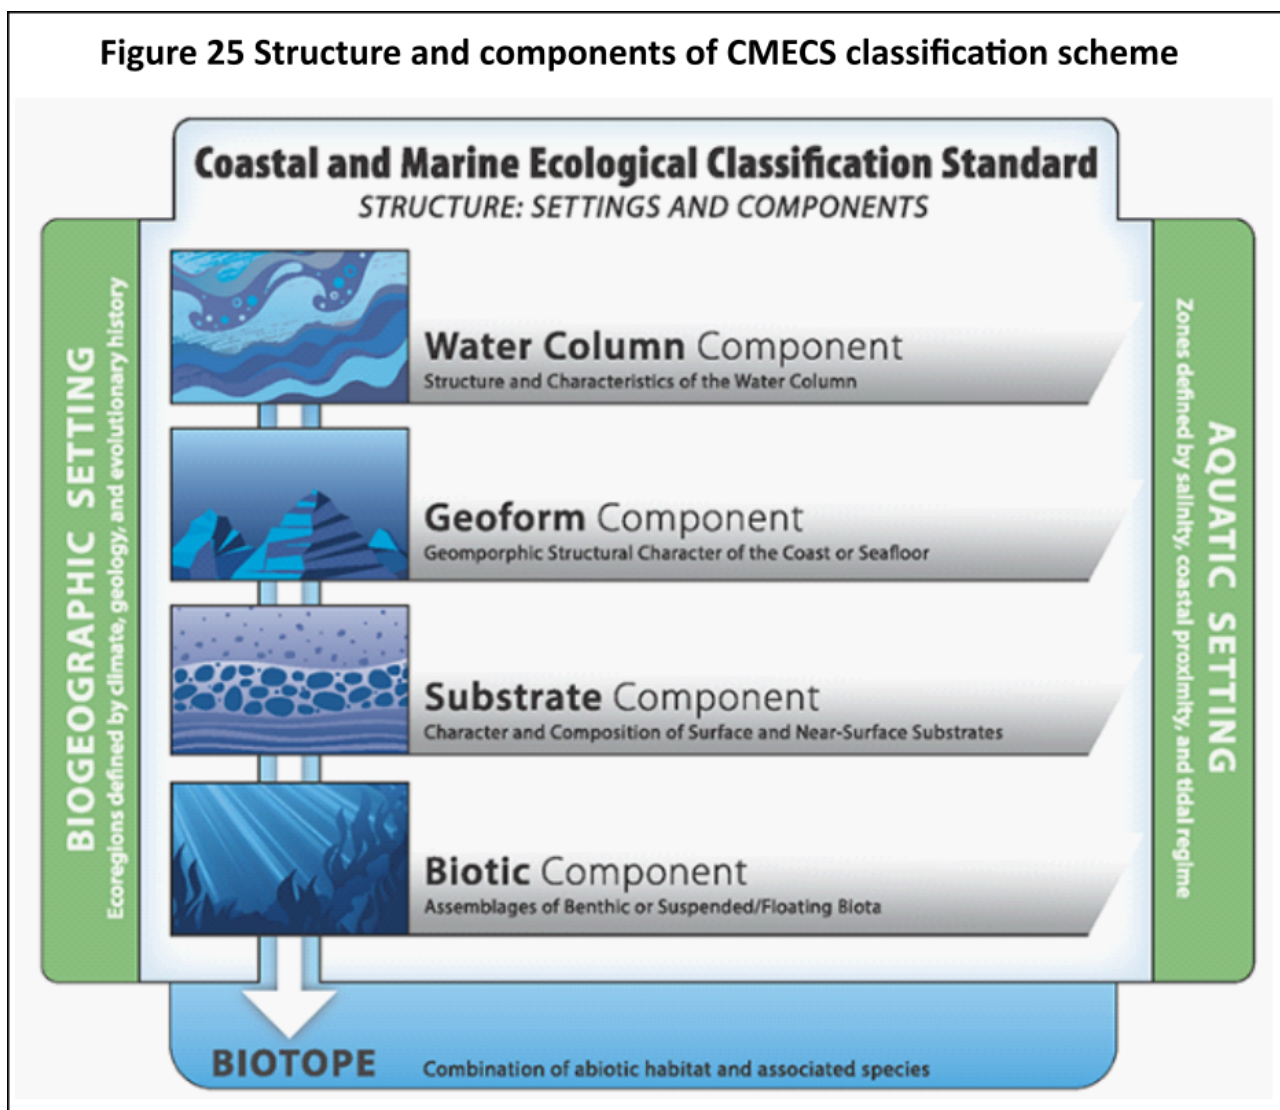 Figure 25 Structure and components of CMECS classification scheme
Coastal and Marine Ecological Classification Standard
STRUCTURE: SETTINGS AND COMPONENTS
BIOGEOGRAPHIC SETTING
Ecoregions defined by climate, geology, and evolutionary history
Water Column Component
Structure and Characteristics of the Water Column
Geoform Component
Geomporphic Structural Character of the Coast or Seafloor
Substrate Component
Character and Composition of Surface and Near-Surface Substrates
Biotic Component
Assemblages of Benthic or Suspended/Floating Biota
AQUATIC SETTING
Zones defined by salinity, coastal proximity, and tidal regime
BIOTOPE
Combination of abiotic habitat and associated species